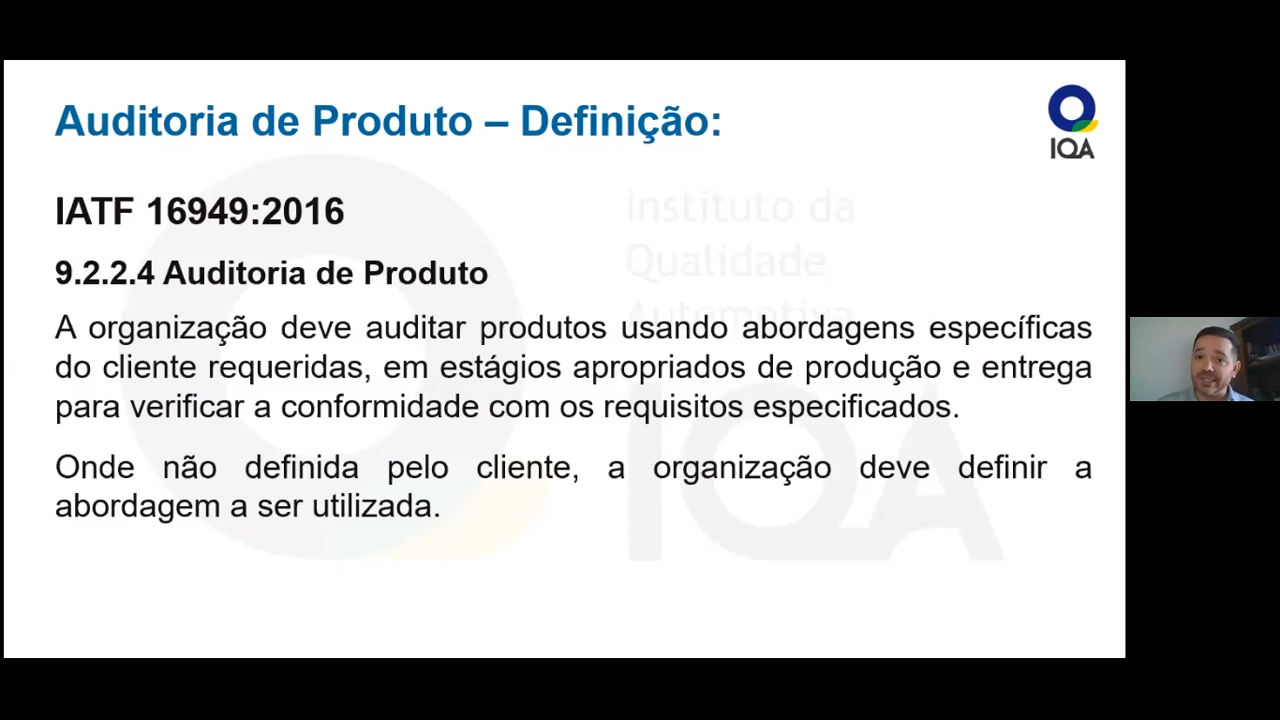 Auditoria de Produto – Definição:
IQA
IATF 16949:2016
Instituto da
Qualidade
Automotiva
9.2.2.4 Auditoria de Produto
A organização deve auditar produtos usando abordagens específicas
do cliente requeridas, em estágios apropriados de produção e entrega
para verificar a conformidade com os requisitos especificados.
IQA
Onde não definida pelo cliente, a organização deve definir a
abordagem a ser utilizada.